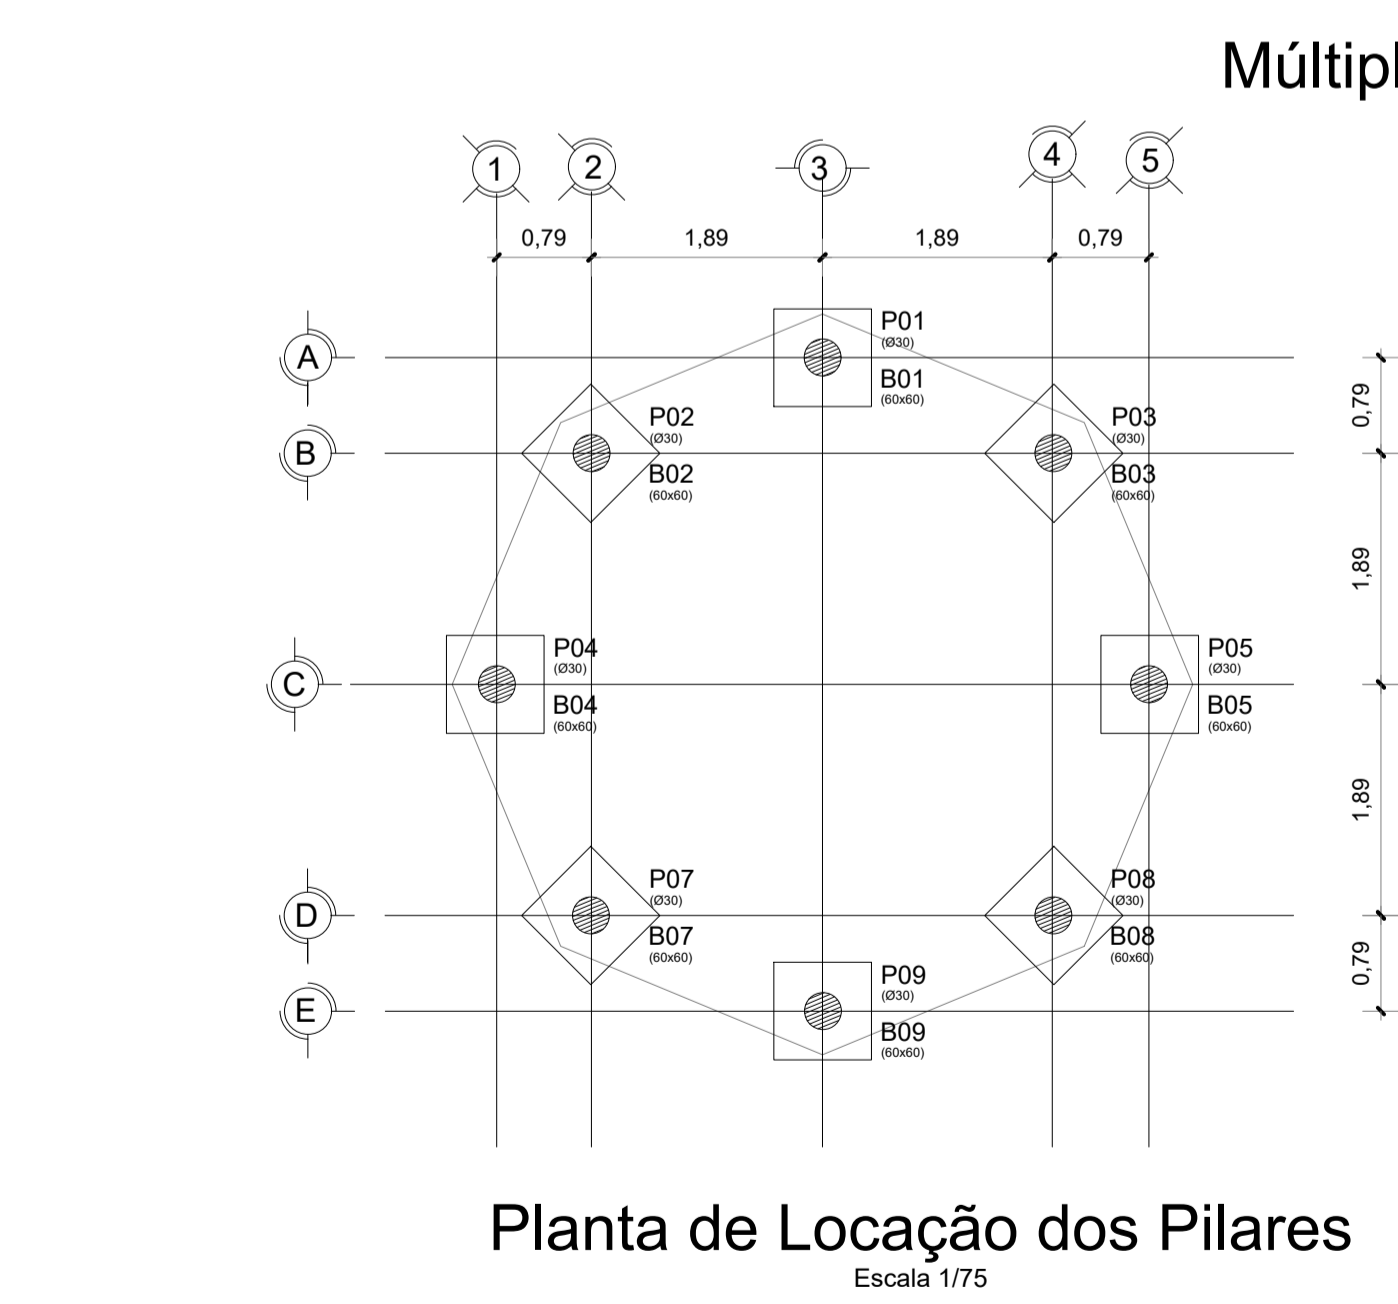 Múltipl
1 2 3 4 5
0,79 1,89 1,89 0,79
A
P01
(Ø30)
B01
(60x60)
0,79
B
P02
(Ø30)
B02
(60x60)
P03
(Ø30)
B03
(60x60)
1,89
C
P04
(Ø30)
B04
(60x60)
P05
(Ø30)
B05
(60x60)
1,89
D
P07
(Ø30)
B07
(60x60)
P08
(Ø30)
B08
(60x60)
0,79
E
P09
(Ø30)
B09
(60x60)
Planta de Locação dos Pilares
Escala 1/75